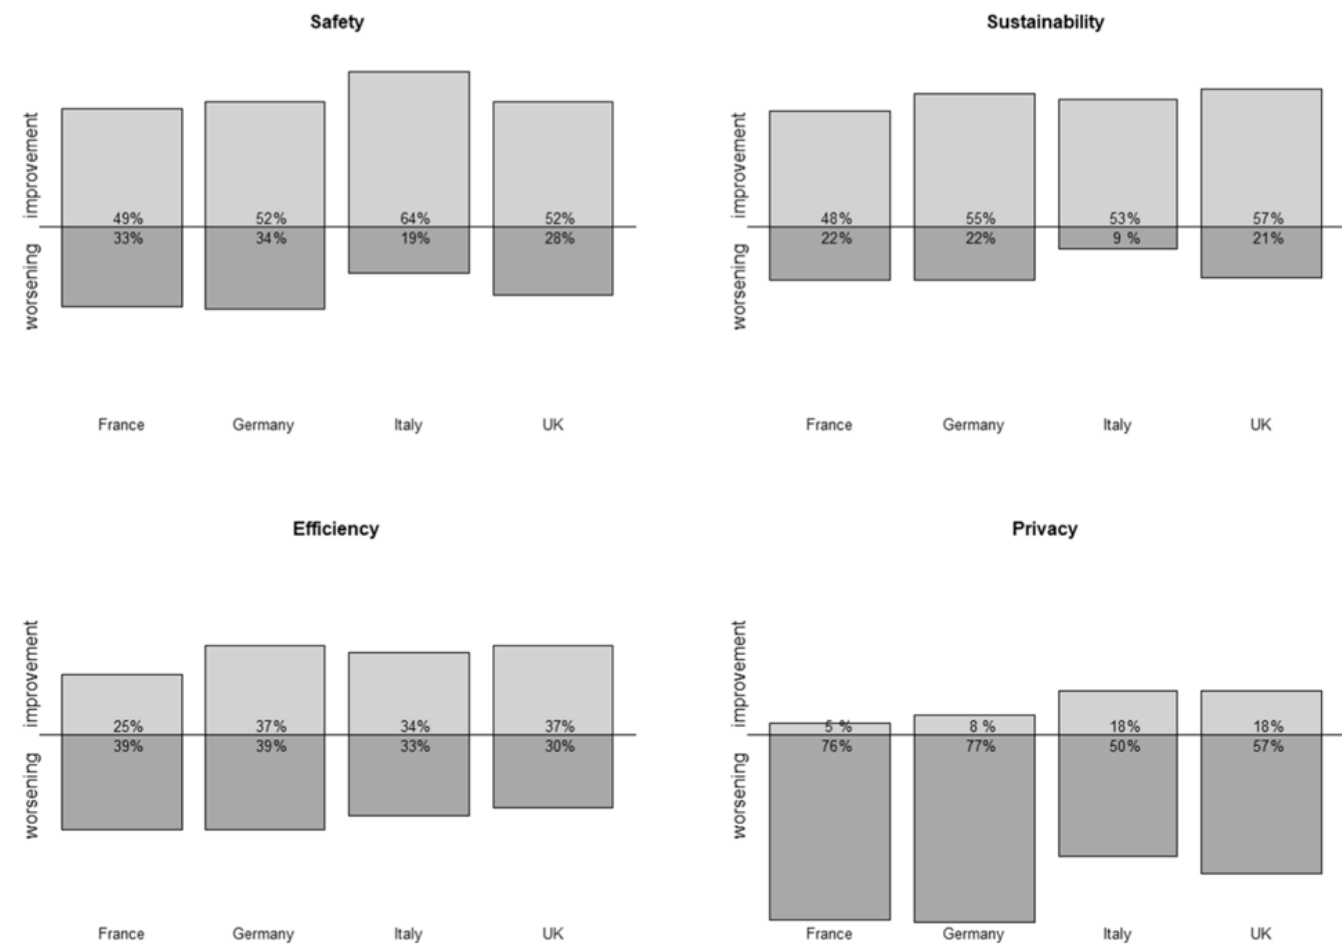 Safety
improvement
worsening
49% 52% 64% 52%
33% 34% 19% 28%
France Germany Italy UK
Sustainability
improvement
worsening
48% 55% 53% 57%
22% 22% 9 % 21%
France Germany Italy UK
Efficiency
improvement
worsening
25% 37% 34% 37%
39% 39% 33% 30%
France Germany Italy UK
Privacy
improvement
worsening
5 % 8 % 18% 18%
76% 77% 50% 57%
France Germany Italy UK